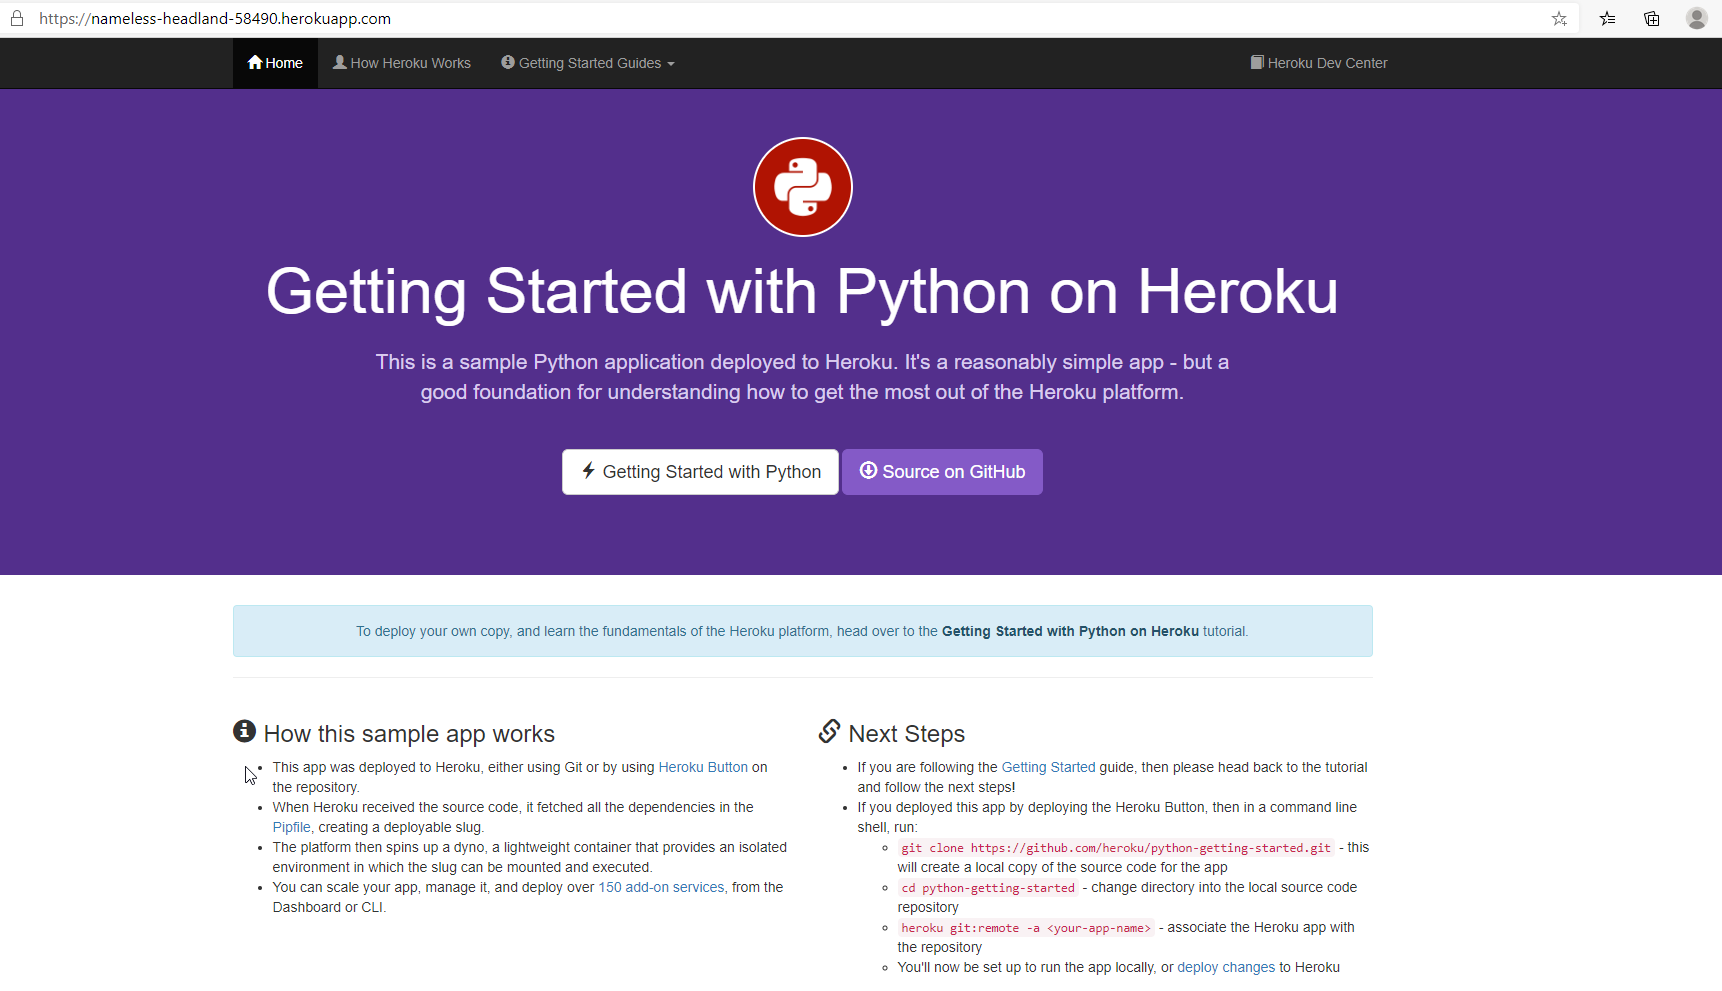 https://nameless-headland-58490.herokuapp.com
Home How Heroku Works Getting Started Guides Heroku Dev Center
Getting Started with Python on Heroku
This is a sample Python application deployed to Heroku. It's a reasonably simple app - but a
good foundation for understanding how to get the most out of the Heroku platform.
Getting Started with Python Source on GitHub
To deploy your own copy, and learn the fundamentals of the Heroku platform, head over to the Getting Started with Python on Heroku tutorial.
How this sample app works
This app was deployed to Heroku, either using Git or by using Heroku Button on
the repository.
When Heroku received the source code, it fetched all the dependencies in the
Pipfile, creating a deployable slug.
The platform then spins up a dyno, a lightweight container that provides an isolated
environment in which the slug can be mounted and executed.
You can scale your app, manage it, and deploy over 150 add-on services, from the
Dashboard or CLI.
Next Steps
If you are following the Getting Started guide, then please head back to the tutorial
and follow the next steps!
If you deployed this app by deploying the Heroku Button, then in a command line
shell, run:
git clone https://github.com/heroku/python-getting-started.git - this
will create a local copy of the source code for the app
cd python-getting-started - change directory into the local source code
repository
heroku git:remote -a <your-app-name> - associate the Heroku app with
the repository
You'll now be set up to run the app locally, or deploy changes to Heroku